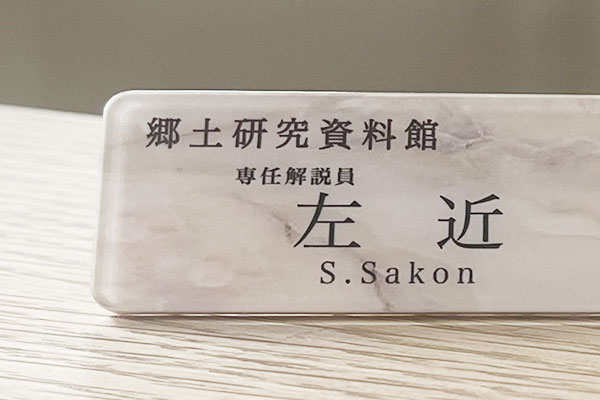 郷土研究資料館
専任解説員
左 近
S.Sakon